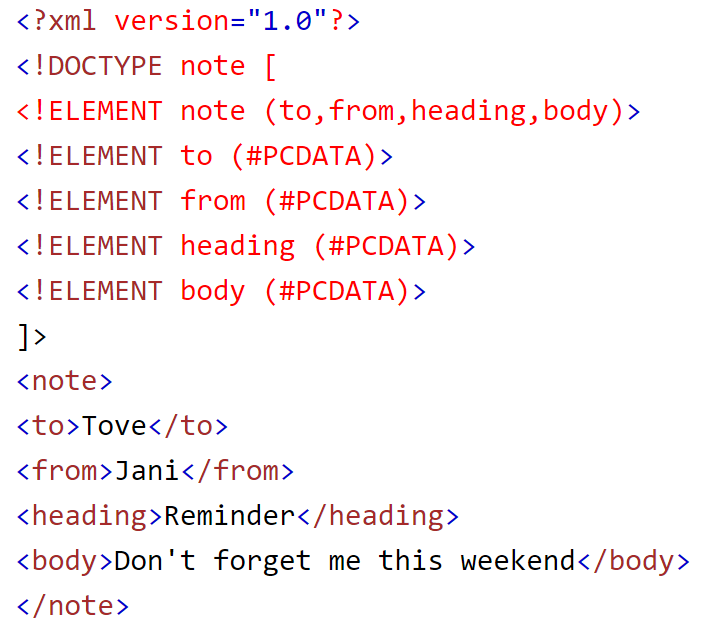 <?xml version="1.0"?>
<!DOCTYPE note [
<!ELEMENT note (to,from,heading,body)>
<!ELEMENT to (#PCDATA)>
<!ELEMENT from (#PCDATA)>
<!ELEMENT heading (#PCDATA)>
<!ELEMENT body (#PCDATA)>
]>
<note>
<to>Tove</to>
<from>Jani</from>
<heading>Reminder</heading>
<body>Don't forget me this weekend</body>
</note>